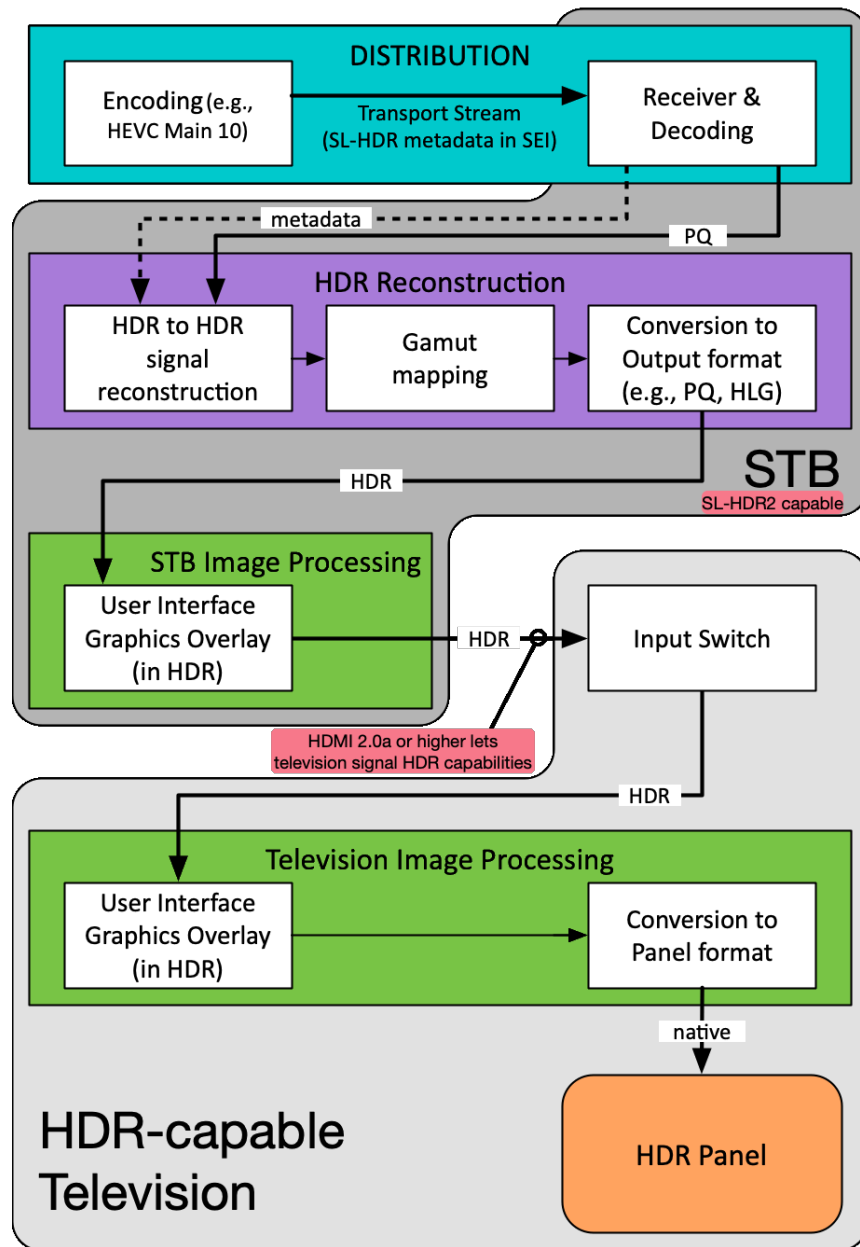 DISTRIBUTION
Encoding (e.g.,
HEVC Main 10)
Transport Stream
(SL-HDR metadata in SEI)
Receiver &
Decoding
metadata
PQ
HDR Reconstruction
HDR to HDR
signal
reconstruction
Gamut
mapping
Conversion to
Output format
(e.g., PQ, HLG)
STB
SL-HDR2 capable
HDR
STB Image Processing
User Interface
Graphics Overlay
(in HDR)
HDR
Input Switch
HDMI 2.0a or higher lets
television signal HDR capabilities
HDR
Television Image Processing
User Interface
Graphics Overlay
(in HDR)
Conversion to
Panel format
native
HDR-capable
Television
HDR Panel